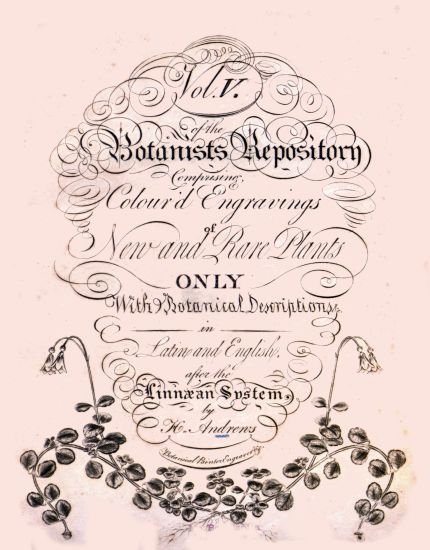 Vol. V.
of the
Botanists Repository
Comprising
Colour'd Engravings
of
New and Rare Plants
ONLY
With Botanical Descriptions &c.
in
Latin and English,
after the
Linnæan System,
by
H. Andrews
Botanical Painter Engraver, &c.